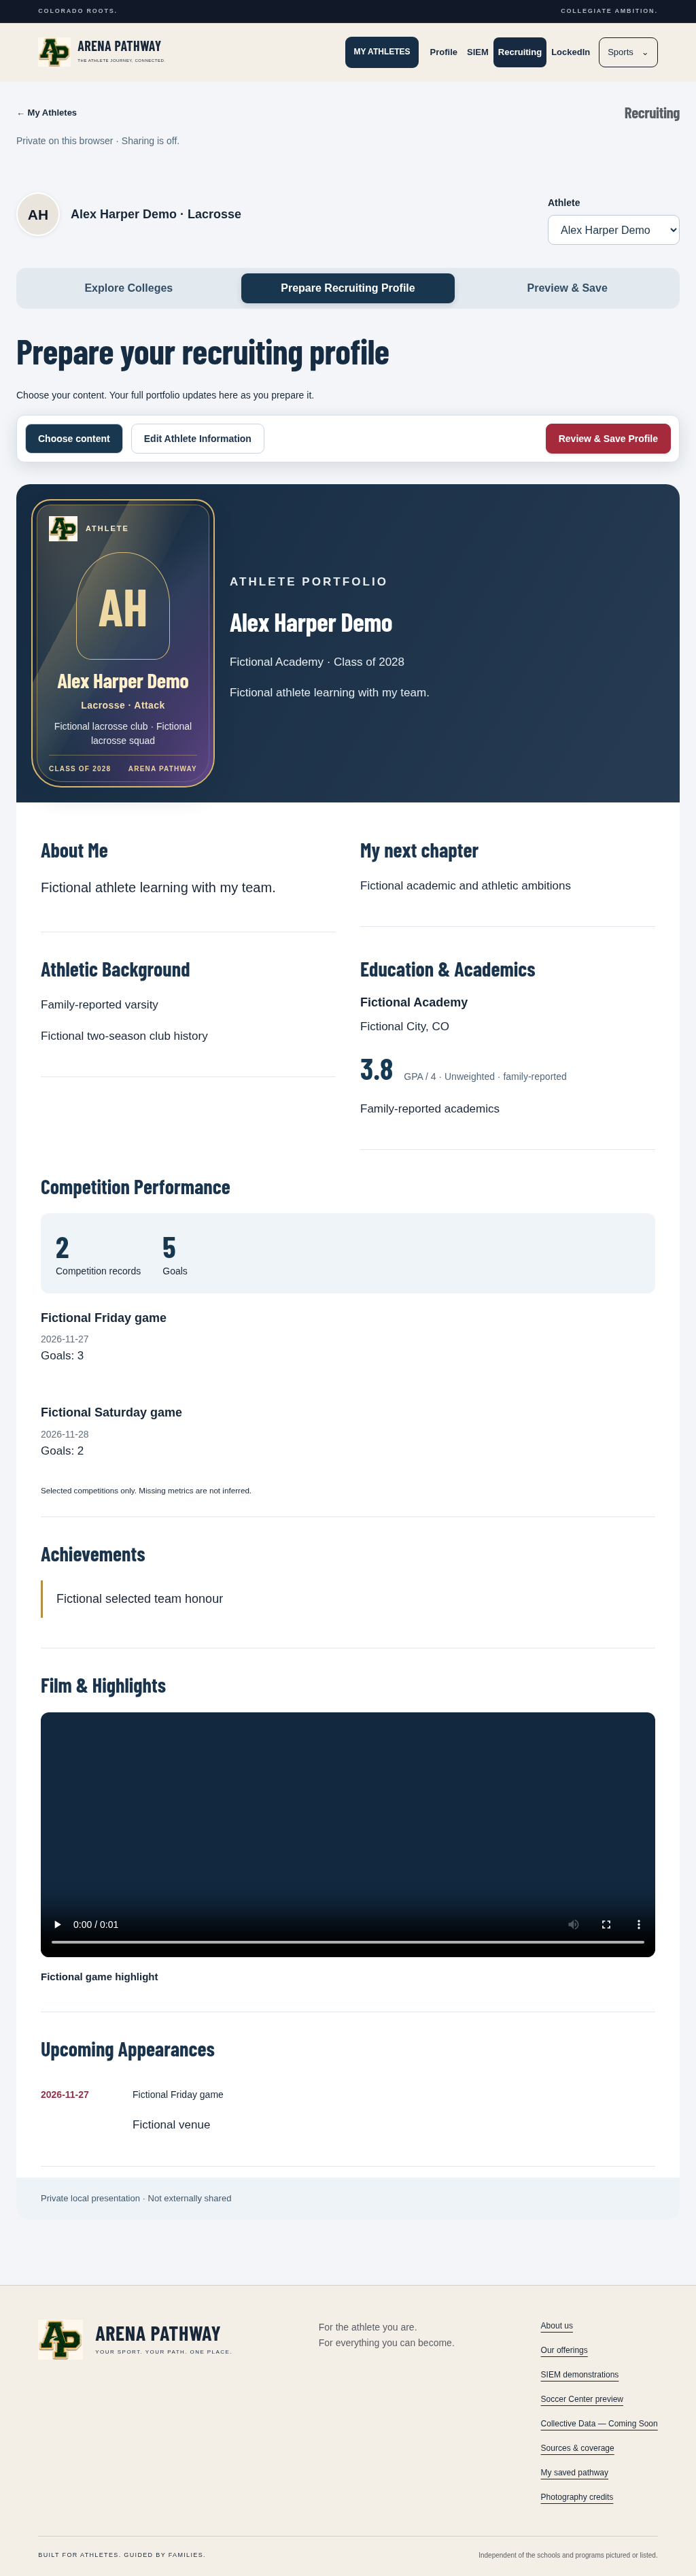 COLORADO ROOTS.
COLLEGIATE AMBITION.
AP
ARENA PATHWAY
THE ATHLETE JOURNEY. CONNECTED.
MY ATHLETES
Profile
SIEM
Recruiting
LockedIn
Sports
← My Athletes
Recruiting
Private on this browser · Sharing is off.
AH
Alex Harper Demo · Lacrosse
Athlete
Alex Harper Demo
Explore Colleges
Prepare Recruiting Profile
Preview & Save
Prepare your recruiting profile
Choose your content. Your full portfolio updates here as you prepare it.
Choose content
Edit Athlete Information
Review & Save Profile
AP
ATHLETE
AH
Alex Harper Demo
Lacrosse · Attack
Fictional lacrosse club · Fictional
lacrosse squad
CLASS OF 2028
ARENA PATHWAY
ATHLETE PORTFOLIO
Alex Harper Demo
Fictional Academy · Class of 2028
Fictional athlete learning with my team.
About Me
Fictional athlete learning with my team.
My next chapter
Fictional academic and athletic ambitions
Athletic Background
Family-reported varsity
Fictional two-season club history
Education & Academics
Fictional Academy
Fictional City, CO
3.8 GPA / 4 · Unweighted · family-reported
Family-reported academics
Competition Performance
2
Competition records
5
Goals
Fictional Friday game
2026-11-27
Goals: 3
Fictional Saturday game
2026-11-28
Goals: 2
Selected competitions only. Missing metrics are not inferred.
Achievements
Fictional selected team honour
Film & Highlights
0:00 / 0:01
Fictional game highlight
Upcoming Appearances
2026-11-27
Fictional Friday game
Fictional venue
Private local presentation · Not externally shared
AP
ARENA PATHWAY
YOUR SPORT. YOUR PATH. ONE PLACE.
For the athlete you are.
For everything you can become.
About us
Our offerings
SIEM demonstrations
Soccer Center preview
Collective Data — Coming Soon
Sources & coverage
My saved pathway
Photography credits
BUILT FOR ATHLETES. GUIDED BY FAMILIES.
Independent of the schools and programs pictured or listed.